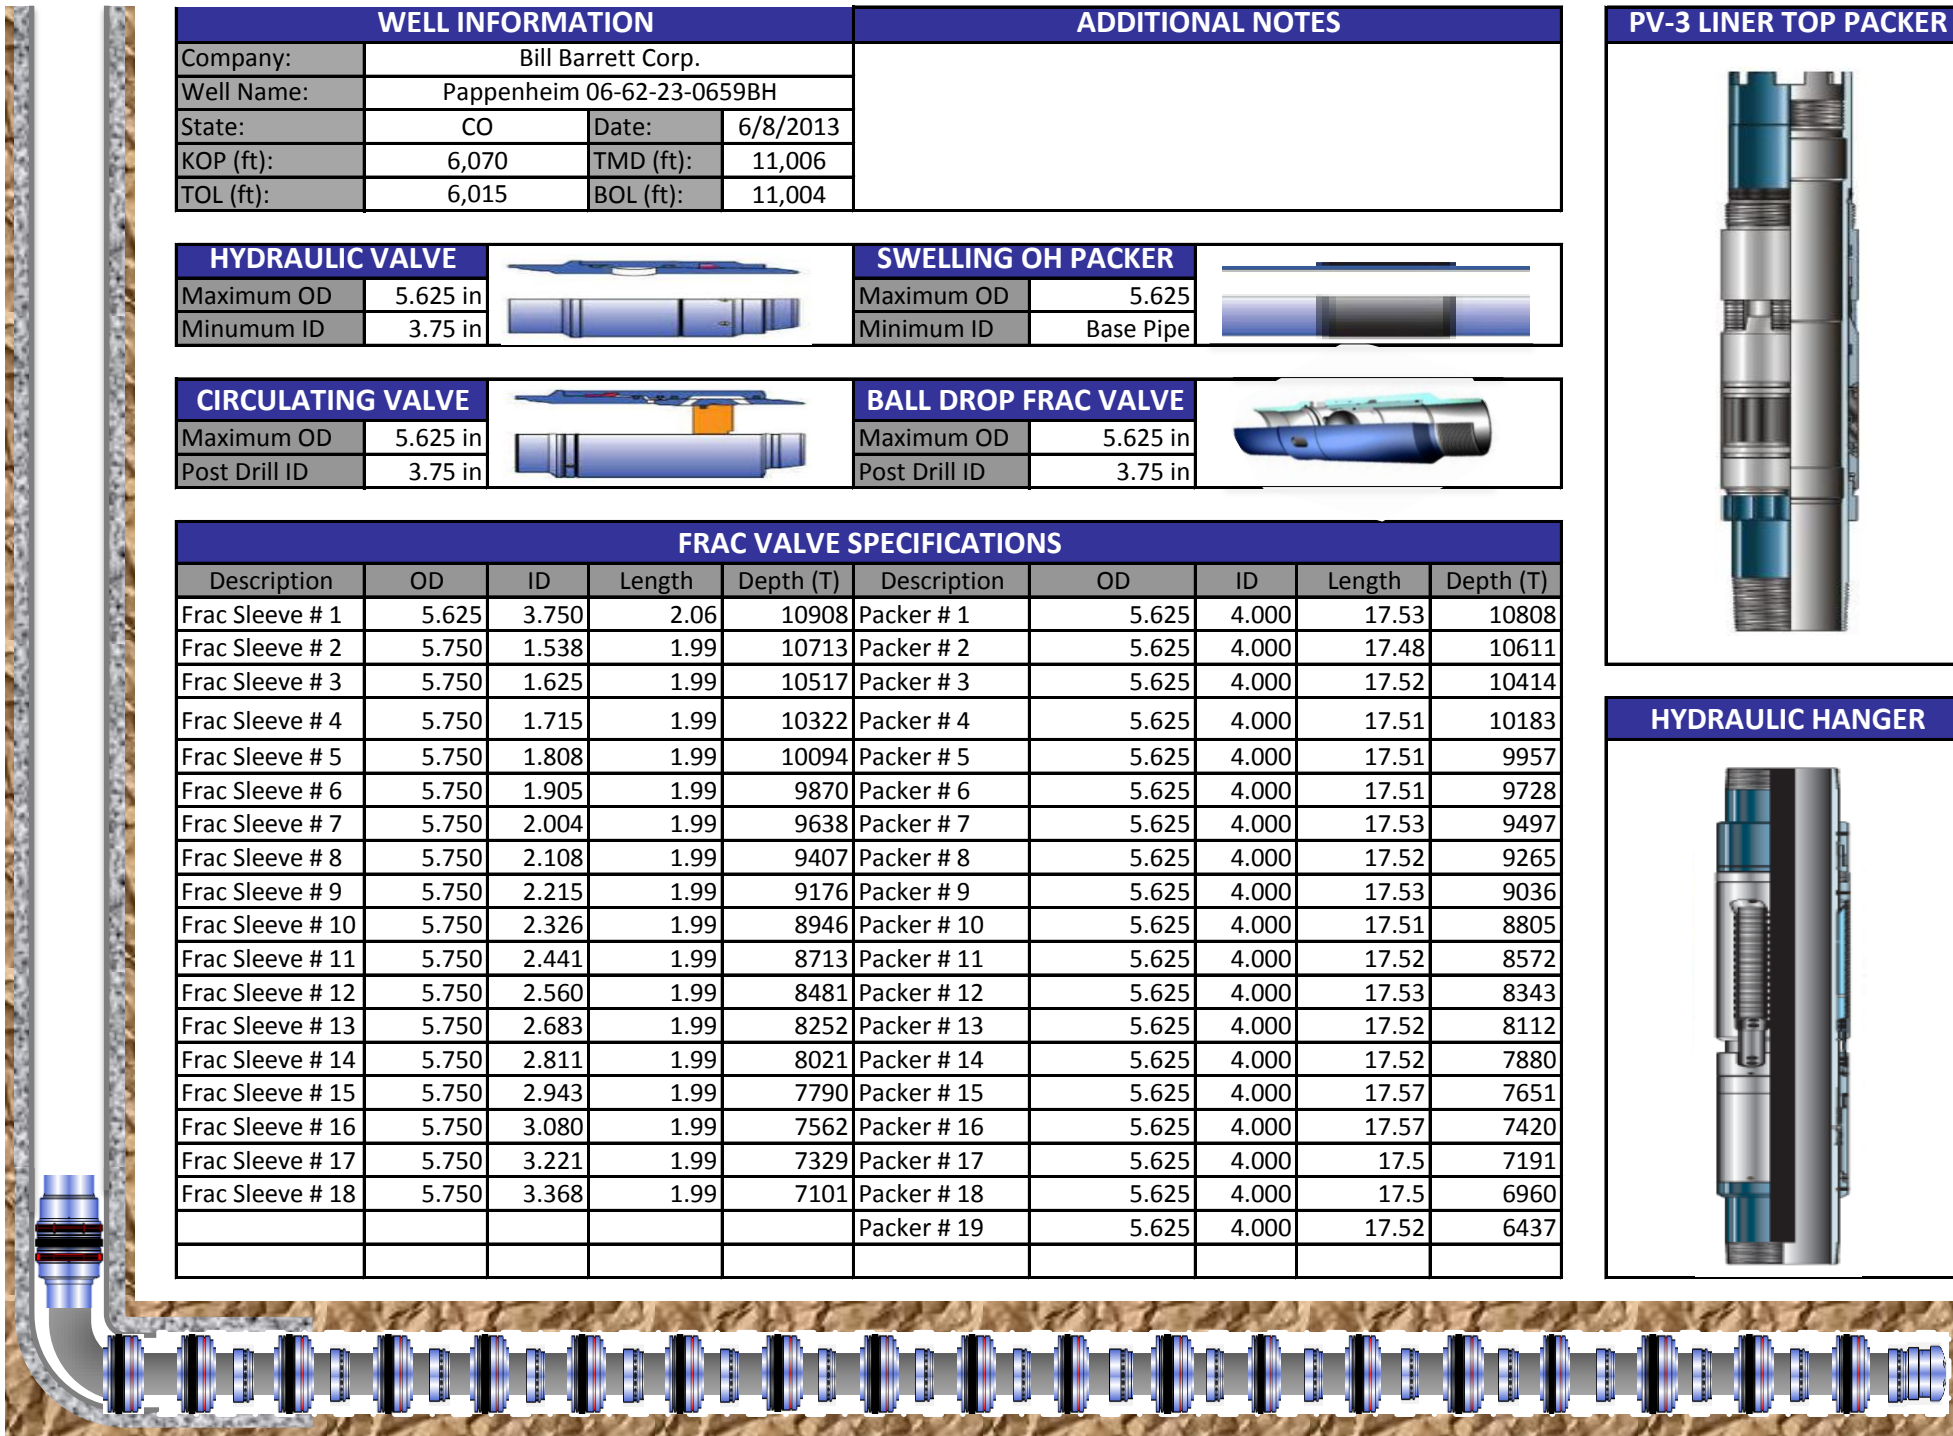 WELL INFORMATION ADDITIONAL NOTES PV-3 LINER TOP PACKER
Company: Bill Barrett Corp.
Well Name: Pappenheim 06-62-23-0659BH
State: CO Date: 6/8/2013
KOP (ft): 6,070 TMD (ft): 11,006
TOL (ft): 6,015 BOL (ft): 11,004
HYDRAULIC VALVE SWELLING OH PACKER
Maximum OD 5.625 in Maximum OD 5.625
Minumum ID 3.75 in Minimum ID Base Pipe
CIRCULATING VALVE BALL DROP FRAC VALVE
Maximum OD 5.625 in Maximum OD 5.625 in
Post Drill ID 3.75 in Post Drill ID 3.75 in
FRAC VALVE SPECIFICATIONS
Description OD ID Length Depth (T) Description OD ID Length Depth (T)
Frac Sleeve # 1 5.625 3.750 2.06 10908 Packer # 1 5.625 4.000 17.53 10808
Frac Sleeve # 2 5.750 1.538 1.99 10713 Packer # 2 5.625 4.000 17.48 10611
Frac Sleeve # 3 5.750 1.625 1.99 10517 Packer # 3 5.625 4.000 17.52 10414
Frac Sleeve # 4 5.750 1.715 1.99 10322 Packer # 4 5.625 4.000 17.51 10183
Frac Sleeve # 5 5.750 1.808 1.99 10094 Packer # 5 5.625 4.000 17.51 9957
Frac Sleeve # 6 5.750 1.905 1.99 9870 Packer # 6 5.625 4.000 17.51 9728
Frac Sleeve # 7 5.750 2.004 1.99 9638 Packer # 7 5.625 4.000 17.53 9497
Frac Sleeve # 8 5.750 2.108 1.99 9407 Packer # 8 5.625 4.000 17.52 9265
Frac Sleeve # 9 5.750 2.215 1.99 9176 Packer # 9 5.625 4.000 17.53 9036
Frac Sleeve # 10 5.750 2.326 1.99 8946 Packer # 10 5.625 4.000 17.51 8805
Frac Sleeve # 11 5.750 2.441 1.99 8713 Packer # 11 5.625 4.000 17.52 8572
Frac Sleeve # 12 5.750 2.560 1.99 8481 Packer # 12 5.625 4.000 17.53 8343
Frac Sleeve # 13 5.750 2.683 1.99 8252 Packer # 13 5.625 4.000 17.52 8112
Frac Sleeve # 14 5.750 2.811 1.99 8021 Packer # 14 5.625 4.000 17.52 7880
Frac Sleeve # 15 5.750 2.943 1.99 7790 Packer # 15 5.625 4.000 17.57 7651
Frac Sleeve # 16 5.750 3.080 1.99 7562 Packer # 16 5.625 4.000 17.57 7420
Frac Sleeve # 17 5.750 3.221 1.99 7329 Packer # 17 5.625 4.000 17.5 7191
Frac Sleeve # 18 5.750 3.368 1.99 7101 Packer # 18 5.625 4.000 17.5 6960
Packer # 19 5.625 4.000 17.52 6437
HYDRAULIC HANGER